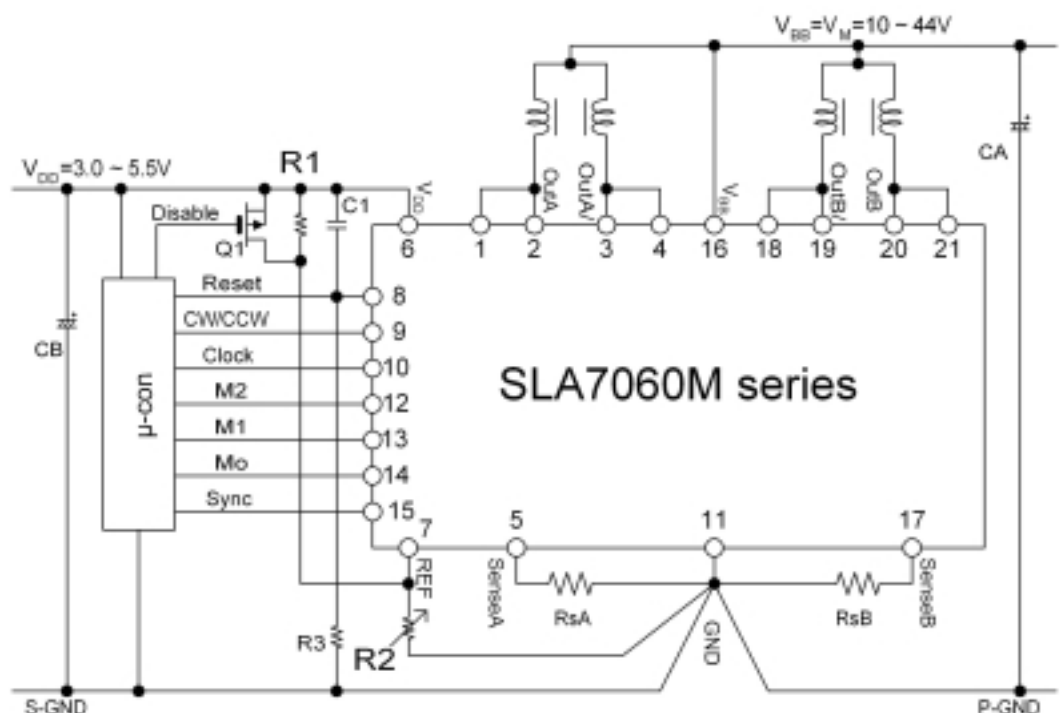 V_BB=V_M=10 ~ 44V
CA
V_DD=3.0 ~ 5.5V
R1
Disable
Q1
C1
V_DD
OutA
OutA/
V_BB
OutB/
OutB
6
1
2
3
4
16
18
19
20
21
Reset
8
CW/CCW
9
Clock
10
M2
12
M1
13
Mo
14
Sync
15
CB
µ-con
SLA7060M series
7
5
11
17
REF
SenseA
RsA
GND
RsB
SenseB
R3
R2
S-GND
P-GND